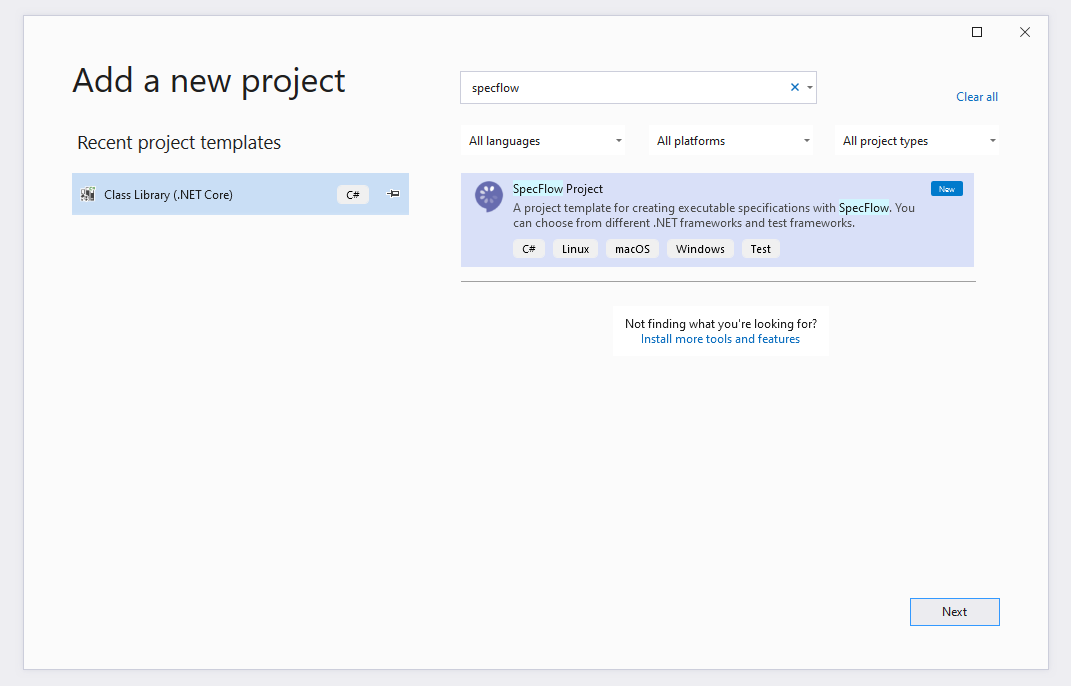 Add a new project
Recent project templates
Class Library (.NET Core)
C#
specflow
Clear all
All languages
All platforms
All project types
SpecFlow Project
New
A project template for creating executable specifications with SpecFlow. You
can choose from different .NET frameworks and test frameworks.
C#
Linux
macOS
Windows
Test
Not finding what you're looking for?
Install more tools and features
Next